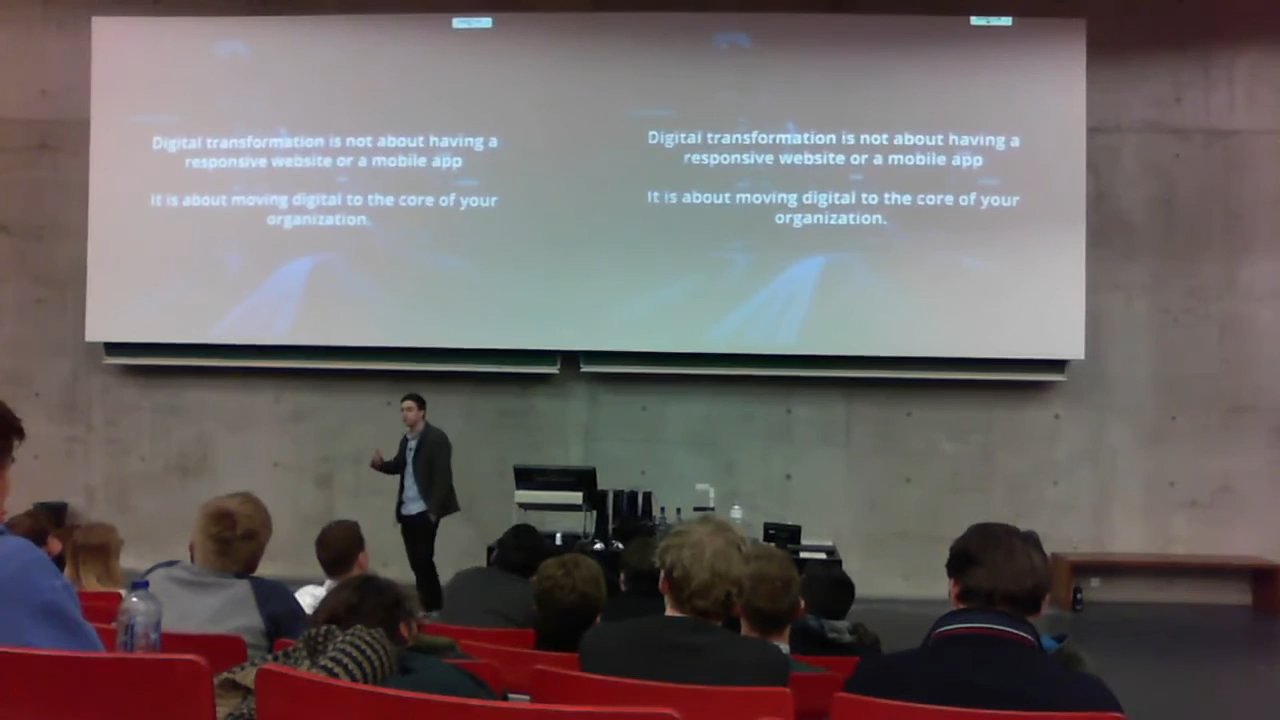 Digital transformation is not about having a
responsive website or a mobile app
It is about moving digital to the core of your
organization.
Digital transformation is not about having a
responsive website or a mobile app
It is about moving digital to the core of your
organization.